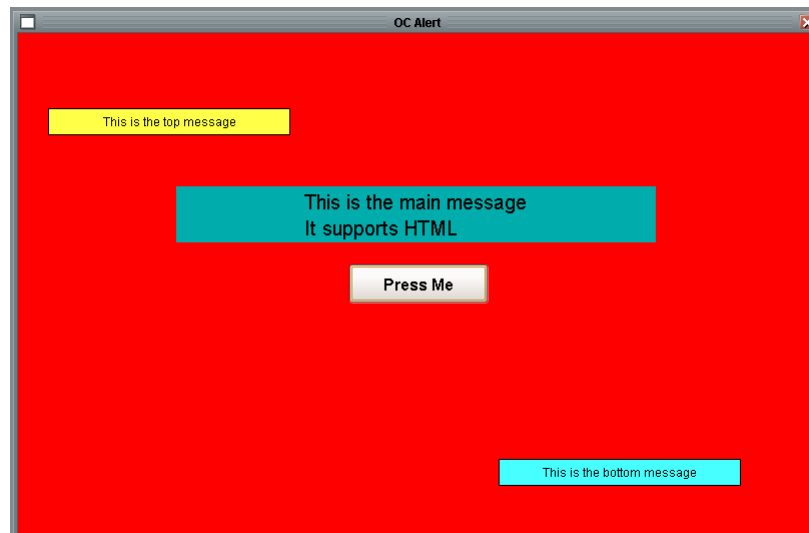 OC Alert
This is the top message
This is the main message
It supports HTML
Press Me
This is the bottom message